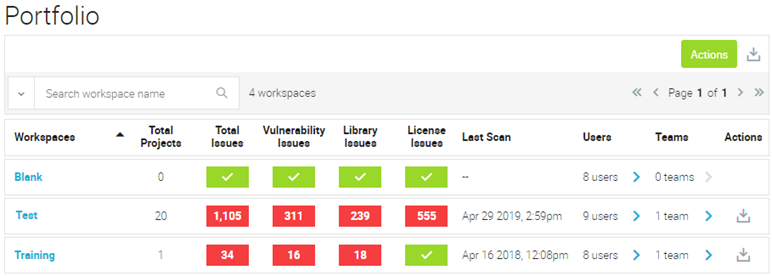 Portfolio
Actions
Search workspace name 4 workspaces Page 1 of 1
Workspaces Total Projects Total Issues Vulnerability Issues Library Issues License Issues Last Scan Users Teams Actions
Blank 0 -- 8 users 0 teams
Test 20 1,105 311 239 555 Apr 29 2019, 2:59pm 9 users 1 team
Training 1 34 16 18 Apr 16 2018, 12:08pm 8 users 1 team